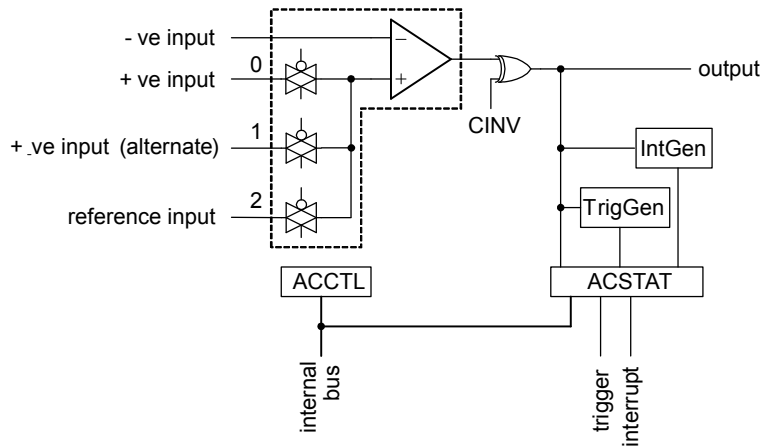 - ve input
+ ve input
0
+ ve input (alternate)
1
reference input
2
−
+
CINV
output
IntGen
TrigGen
ACCTL
ACSTAT
internal
bus
trigger
interrupt